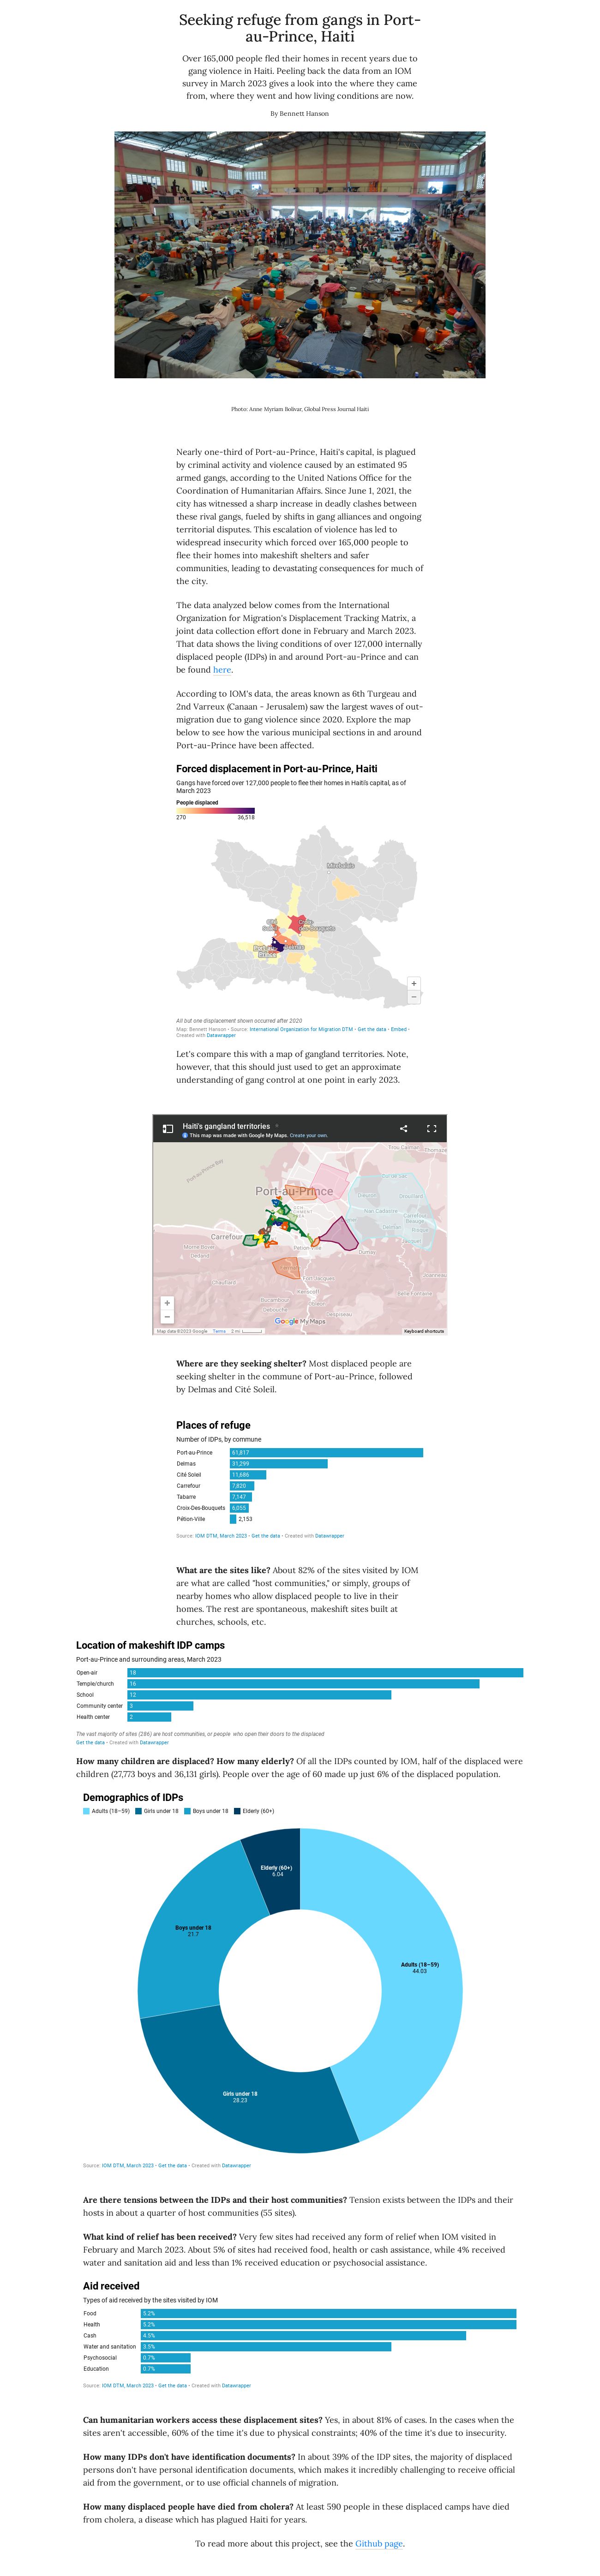 Seeking refuge from gangs in Port-
au-Prince, Haiti
Over 165,000 people fled their homes in recent years due to
gang violence in Haiti. Peeling back the data from an IOM
survey in March 2023 gives a look into the where they came
from, where they went and how living conditions are now.
By Bennett Hanson
Photo: Anne Myriam Bolivar, Global Press Journal Haiti
Nearly one-third of Port-au-Prince, Haiti's capital, is plagued
by criminal activity and violence caused by an estimated 95
armed gangs, according to the United Nations Office for the
Coordination of Humanitarian Affairs. Since June 1, 2021, the
city has witnessed a sharp increase in deadly clashes between
these rival gangs, fueled by shifts in gang alliances and ongoing
territorial disputes. This escalation of violence has led to
widespread insecurity which forced over 165,000 people to
flee their homes into makeshift shelters and safer
communities, leading to devastating consequences for much of
the city.
The data analyzed below comes from the International
Organization for Migration's Displacement Tracking Matrix, a
joint data collection effort done in February and March 2023.
That data shows the living conditions of over 127,000 internally
displaced people (IDPs) in and around Port-au-Prince and can
be found here.
According to IOM's data, the areas known as 6th Turgeau and
2nd Varreux (Canaan - Jerusalem) saw the largest waves of out-
migration due to gang violence since 2020. Explore the map
below to see how the various municipal sections in and around
Port-au-Prince have been affected.
Forced displacement in Port-au-Prince, Haiti
Gangs have forced over 127,000 people to flee their homes in Haiti's capital, as of
March 2023
People displaced
270 36,518
Mirebalais
+
−
All but one displacement shown occurred after 2020
Map: Bennett Hanson • Source: International Organization for Migration DTM • Get the data • Embed •
Created with Datawrapper
Let's compare this with a map of gangland territories. Note,
however, that this should just used to get an approximate
understanding of gang control at one point in early 2023.
Haiti's gangland territories
This map was made with Google My Maps. Create your own.
Port-au-Prince
Carrefour
Pétion-Ville
+
−
Google My Maps
Map data ©2023 Google Terms 2 mi Keyboard shortcuts
Where are they seeking shelter? Most displaced people are
seeking shelter in the commune of Port-au-Prince, followed
by Delmas and Cité Soleil.
Places of refuge
Number of IDPs, by commune
Port-au-Prince 61,817
Delmas 31,299
Cité Soleil 11,686
Carrefour 7,820
Tabarre 7,147
Croix-Des-Bouquets 6,055
Pétion-Ville 2,153
Source: IOM DTM, March 2023 • Get the data • Created with Datawrapper
What are the sites like? About 82% of the sites visited by IOM
are what are called "host communities," or simply, groups of
nearby homes who allow displaced people to live in their
homes. The rest are spontaneous, makeshift sites built at
churches, schools, etc.
Location of makeshift IDP camps
Port-au-Prince and surrounding areas, March 2023
Open-air 18
Temple/church 16
School 12
Community center 3
Health center 2
The vast majority of sites (286) are host communities, or people who open their doors to the displaced
Get the data • Created with Datawrapper
How many children are displaced? How many elderly? Of all the IDPs counted by IOM, half of the displaced were
children (27,773 boys and 36,131 girls). People over the age of 60 made up just 6% of the displaced population.
Demographics of IDPs
Adults (18–59) Girls under 18 Boys under 18 Elderly (60+)
Elderly (60+)
6.04
Boys under 18
21.7
Adults (18–59)
44.03
Girls under 18
28.23
Source: IOM DTM, March 2023 • Get the data • Created with Datawrapper
Are there tensions between the IDPs and their host communities? Tension exists between the IDPs and their
hosts in about a quarter of host communities (55 sites).
What kind of relief has been received? Very few sites had received any form of relief when IOM visited in
February and March 2023. About 5% of sites had received food, health or cash assistance, while 4% received
water and sanitation aid and less than 1% received education or psychosocial assistance.
Aid received
Types of aid received by the sites visited by IOM
Food 5.2%
Health 5.2%
Cash 4.5%
Water and sanitation 3.9%
Psychosocial 0.7%
Education 0.7%
Source: IOM DTM, March 2023 • Get the data • Created with Datawrapper
Can humanitarian workers access these displacement sites? Yes, in about 81% of cases. In the cases when the
sites aren't accessible, 60% of the time it's due to physical constraints; 40% of the time it's due to insecurity.
How many IDPs don't have identification documents? In about 39% of the IDP sites, the majority of displaced
persons don't have personal identification documents, which makes it incredibly challenging to receive official
aid from the government, or to use official channels of migration.
How many displaced people have died from cholera? At least 590 people in these displaced camps have died
from cholera, a disease which has plagued Haiti for years.
To read more about this project, see the Github page.